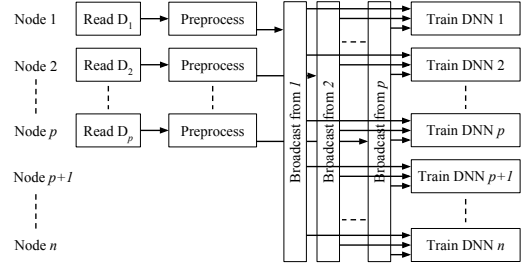 Node 1 Read D1 Preprocess Train DNN 1
Node 2 Read D2 Preprocess Train DNN 2
Node p Read Dp Preprocess Train DNN p
Node p+1 Train DNN p+1
Node n Train DNN n
Broadcast from 1
Broadcast from 2
Broadcast from p